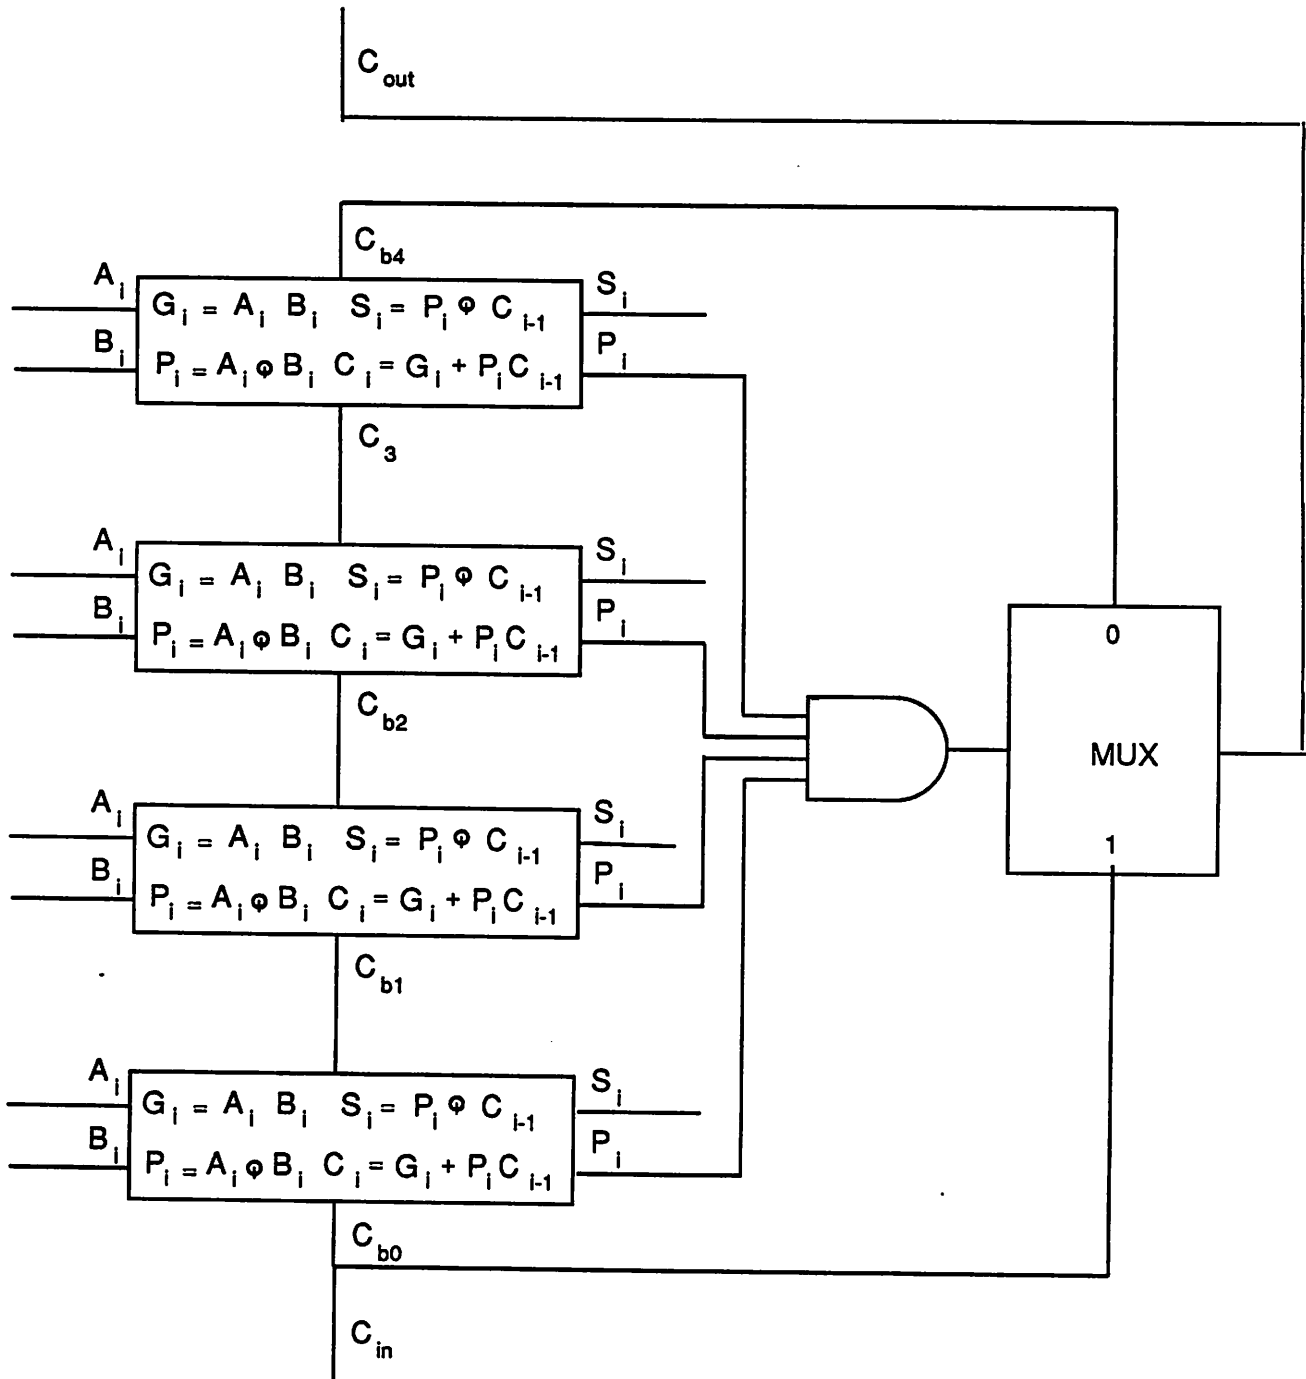 C out
C b4
A i
G i = A i B i S i = P i ⊕ C i-1
S i
B i
P i = A i ⊕ B i C i = G i + P i C i-1
P i
C 3
A i
G i = A i B i S i = P i ⊕ C i-1
S i
B i
P i = A i ⊕ B i C i = G i + P i C i-1
P i
0
C b2
MUX
A i
G i = A i B i S i = P i ⊕ C i-1
S i
1
B i
P i = A i ⊕ B i C i = G i + P i C i-1
P i
C b1
A i
G i = A i B i S i = P i ⊕ C i-1
S i
B i
P i = A i ⊕ B i C i = G i + P i C i-1
P i
C b0
C in